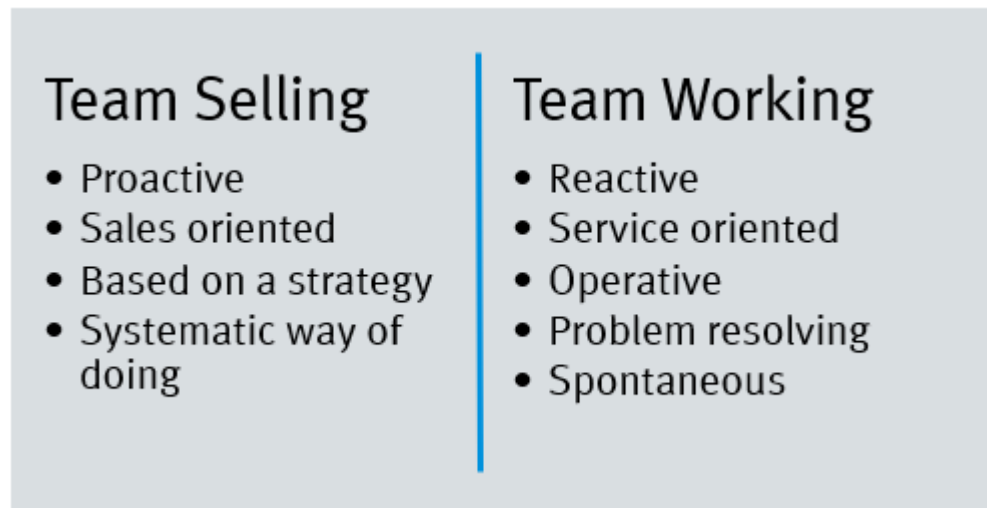 Team Selling
• Proactive
• Sales oriented
• Based on a strategy
• Systematic way of
doing
Team Working
• Reactive
• Service oriented
• Operative
• Problem resolving
• Spontaneous